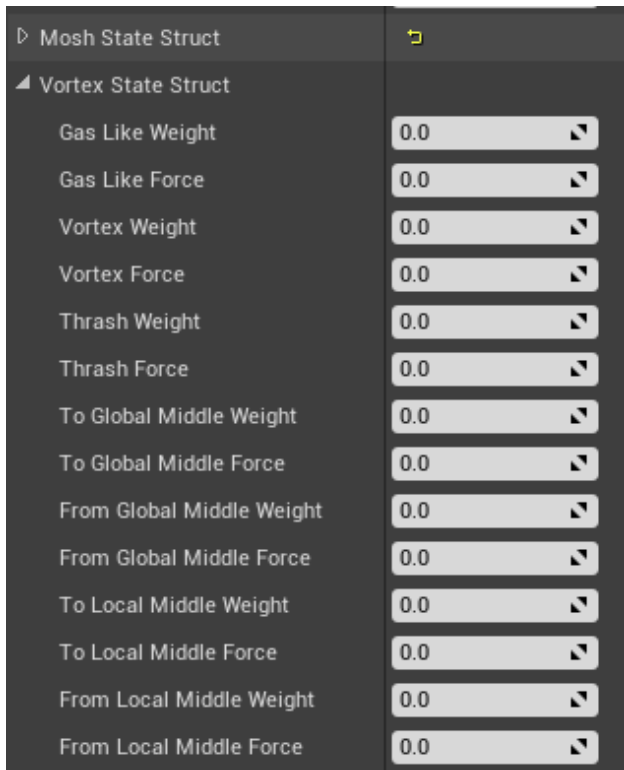 Mosh State Struct
Vortex State Struct
Gas Like Weight 0.0
Gas Like Force 0.0
Vortex Weight 0.0
Vortex Force 0.0
Thrash Weight 0.0
Thrash Force 0.0
To Global Middle Weight 0.0
To Global Middle Force 0.0
From Global Middle Weight 0.0
From Global Middle Force 0.0
To Local Middle Weight 0.0
To Local Middle Force 0.0
From Local Middle Weight 0.0
From Local Middle Force 0.0